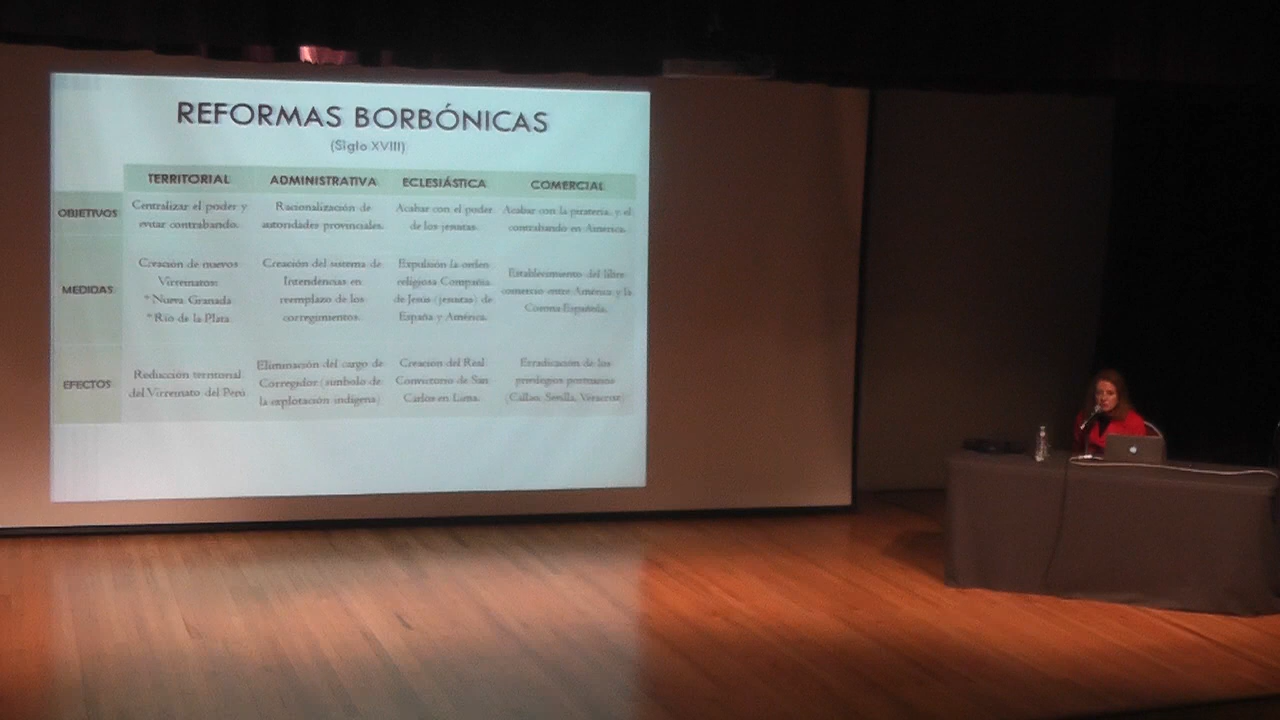 REFORMAS BORBÓNICAS
(Siglo XVIII)
TERRITORIAL
ADMINISTRATIVA
ECLESIÁSTICA
COMERCIAL
OBJETIVOS
Centralizar el poder y
evitar contrabando.
Racionalización de
autoridades provinciales.
Acabar con el poder
de los jesuitas.
Acabar con la piratería, y el
contrabando en América.
MEDIDAS
Creación de nuevos
Virreinatos:
* Nueva Granada
* Río de la Plata
Creación del sistema de
Intendencias en
reemplazo de los
corregimientos.
Expulsión la orden
religiosa Compañía
de Jesús (jesuitas) de
España y América.
Establecimiento del libre
comercio entre América y la
Corona Española.
EFECTOS
Reducción territorial
del Virreinato del Perú
Eliminación del cargo de
Corregidor (símbolo de
la explotación indígena)
Creación del Real
Convictorio de San
Carlos en Lima.
Erradicación de los
privilegios portuarios
(Callao, Sevilla, Veracruz)